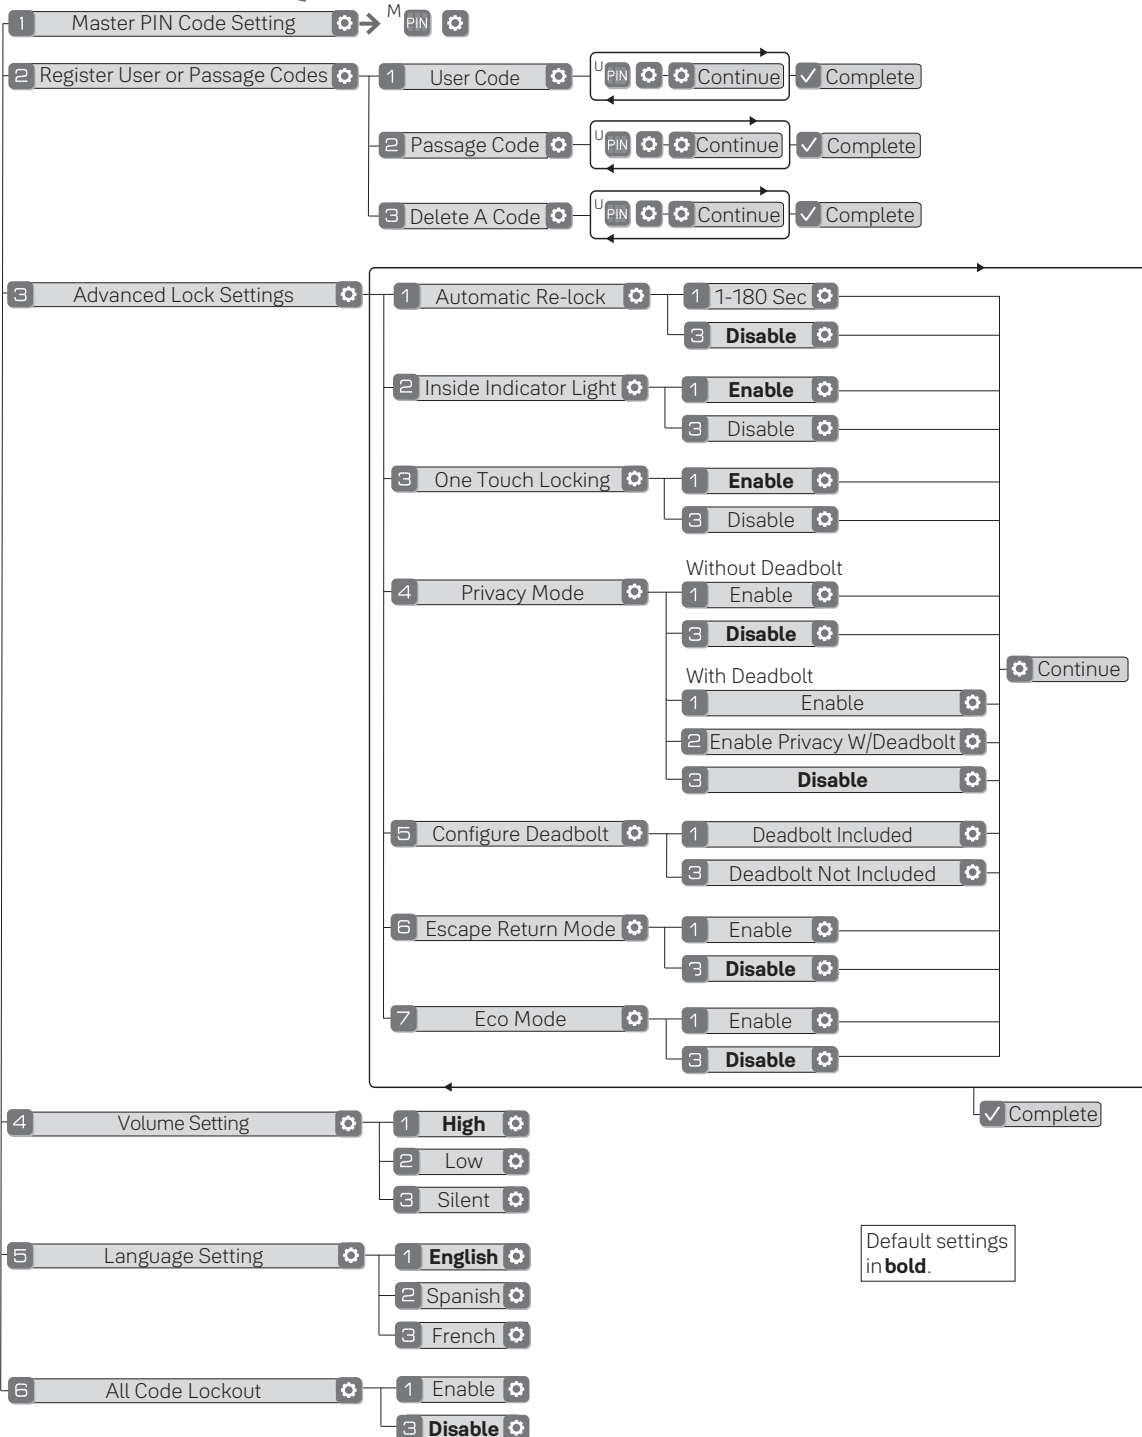 1 Master PIN Code Setting M PIN
2 Register User or Passage Codes 1 User Code U PIN Continue Complete
2 Passage Code U PIN Continue Complete
3 Delete A Code U PIN Continue Complete
3 Advanced Lock Settings 1 Automatic Re-lock 1 1-180 Sec
3 Disable
2 Inside Indicator Light 1 Enable
3 Disable
3 One Touch Locking 1 Enable
3 Disable
Without Deadbolt
4 Privacy Mode 1 Enable
3 Disable
Continue
With Deadbolt
1 Enable
2 Enable Privacy W/Deadbolt
3 Disable
5 Configure Deadbolt 1 Deadbolt Included
3 Deadbolt Not Included
6 Escape Return Mode 1 Enable
3 Disable
7 Eco Mode 1 Enable
3 Disable
Complete
4 Volume Setting 1 High
2 Low
3 Silent
Default settings
in bold.
5 Language Setting 1 English
2 Spanish
3 French
6 All Code Lockout 1 Enable
3 Disable